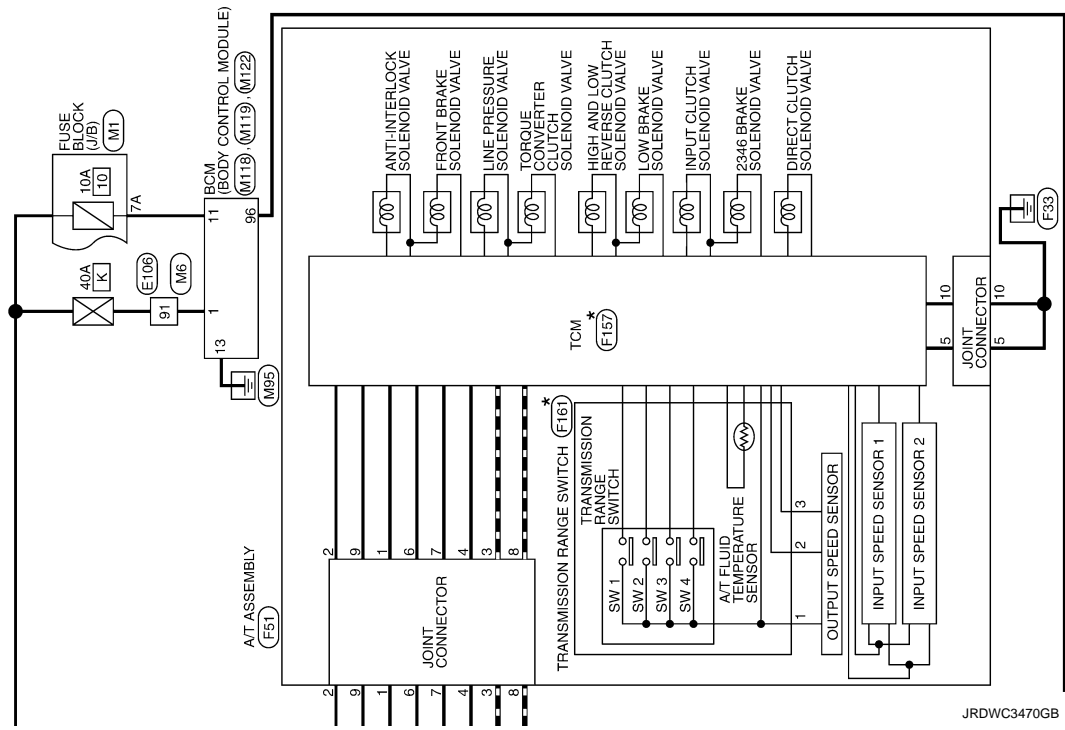 FUSE
BLOCK
(J/B)
M1
10A
10
7A
40A
K
E106
M6
91
BCM
(BODY CONTROL MODULE)
M118 , M119 , M122
11
96
1
13
M95
ANTI-INTERLOCK
SOLENOID VALVE
FRONT BRAKE
SOLENOID VALVE
LINE PRESSURE
SOLENOID VALVE
TORQUE
CONVERTER
CLUTCH
SOLENOID VALVE
HIGH AND LOW
REVERSE CLUTCH
SOLENOID VALVE
LOW BRAKE
SOLENOID VALVE
INPUT CLUTCH
SOLENOID VALVE
2346 BRAKE
SOLENOID VALVE
DIRECT CLUTCH
SOLENOID VALVE
TCM *
F157
10
5
JOINT
CONNECTOR
10
5
F33
A/T ASSEMBLY
F51
2
9
1
6
7
4
3
8
JOINT
CONNECTOR
2
9
1
6
7
4
3
8
TRANSMISSION RANGE SWITCH F161 *
TRANSMISSION
RANGE
SWITCH
SW 1
SW 2
SW 3
SW 4
A/T FLUID
TEMPERATURE
SENSOR
1
2
3
OUTPUT SPEED SENSOR
INPUT SPEED SENSOR 1
INPUT SPEED SENSOR 2
JRDWC3470GB